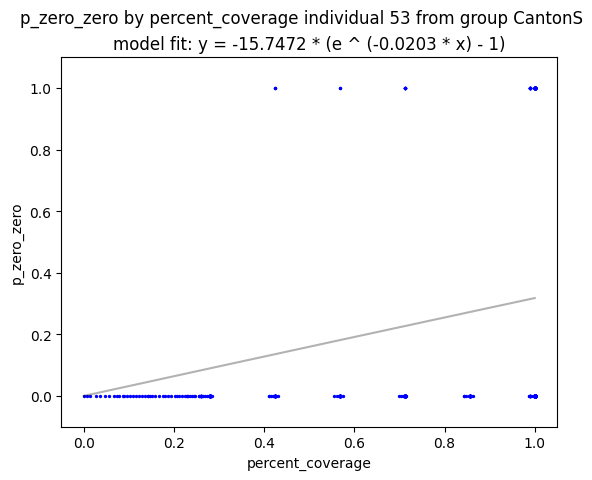 p_zero_zero by percent_coverage individual 53 from group CantonS
model fit: y = -15.7472 * (e ^ (-0.0203 * x) - 1)
1.0
0.8
0.6
0.4
0.2
0.0
p_zero_zero
0.0 0.2 0.4 0.6 0.8 1.0
percent_coverage